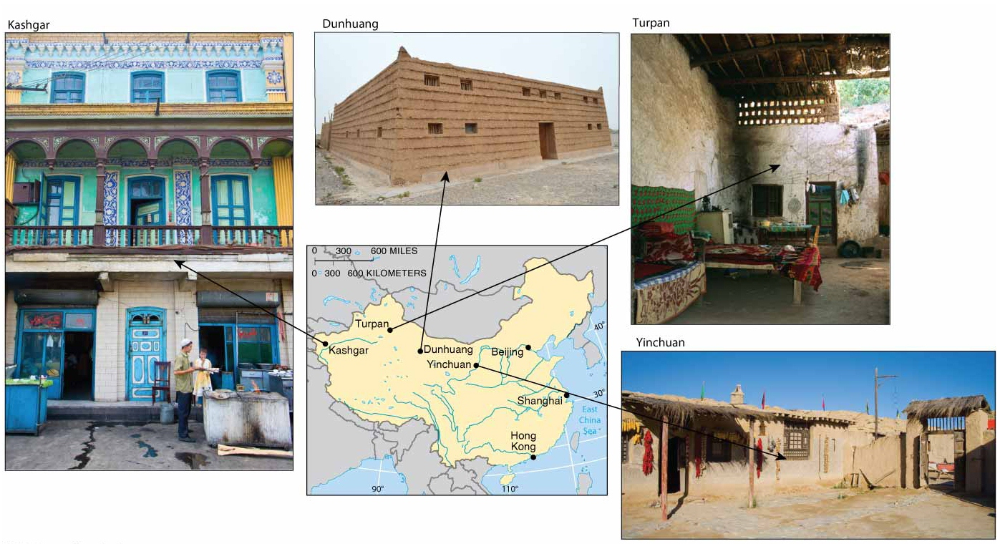 Kashgar
Dunhuang
Turpan
0 300 600 MILES
0 300 600 KILOMETERS
Turpan
Kashgar
Dunhuang
Yinchuan
Beijing
Shanghai
Hong
Kong
East
China
Sea
40°
30°
90°
110°
Yinchuan